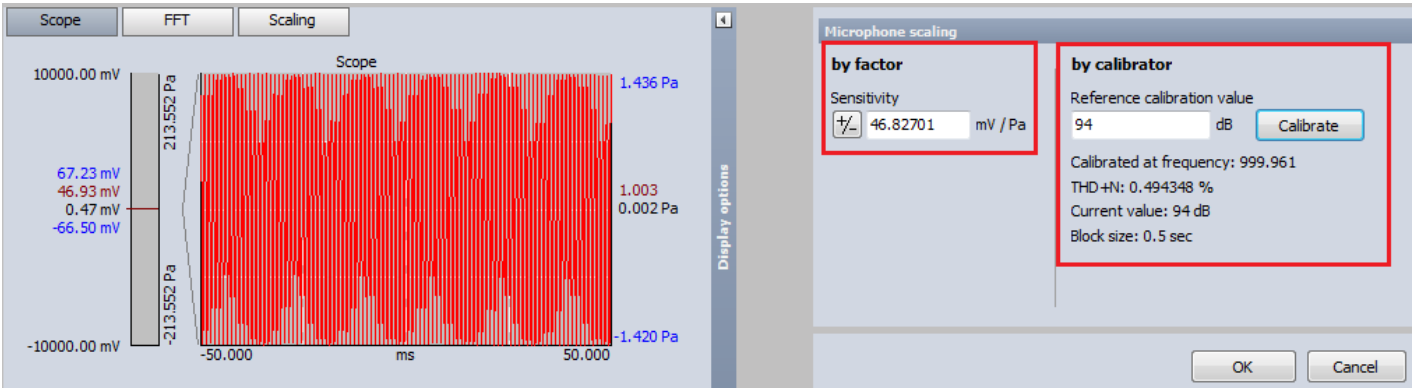 Scope
FFT
Scaling
Scope
10000.00 mV
213.552 Pa
67.23 mV
46.93 mV
0.47 mV
-66.50 mV
-213.552 Pa
-10000.00 mV
1.436 Pa
1.003
0.002 Pa
-1.420 Pa
-50.000
ms
50.000
Display options
Microphone scaling
by factor
Sensitivity
+/- 46.82701 mV / Pa
by calibrator
Reference calibration value
94 dB Calibrate
Calibrated at frequency: 999.961
THD+N: 0.494348 %
Current value: 94 dB
Block size: 0.5 sec
OK
Cancel